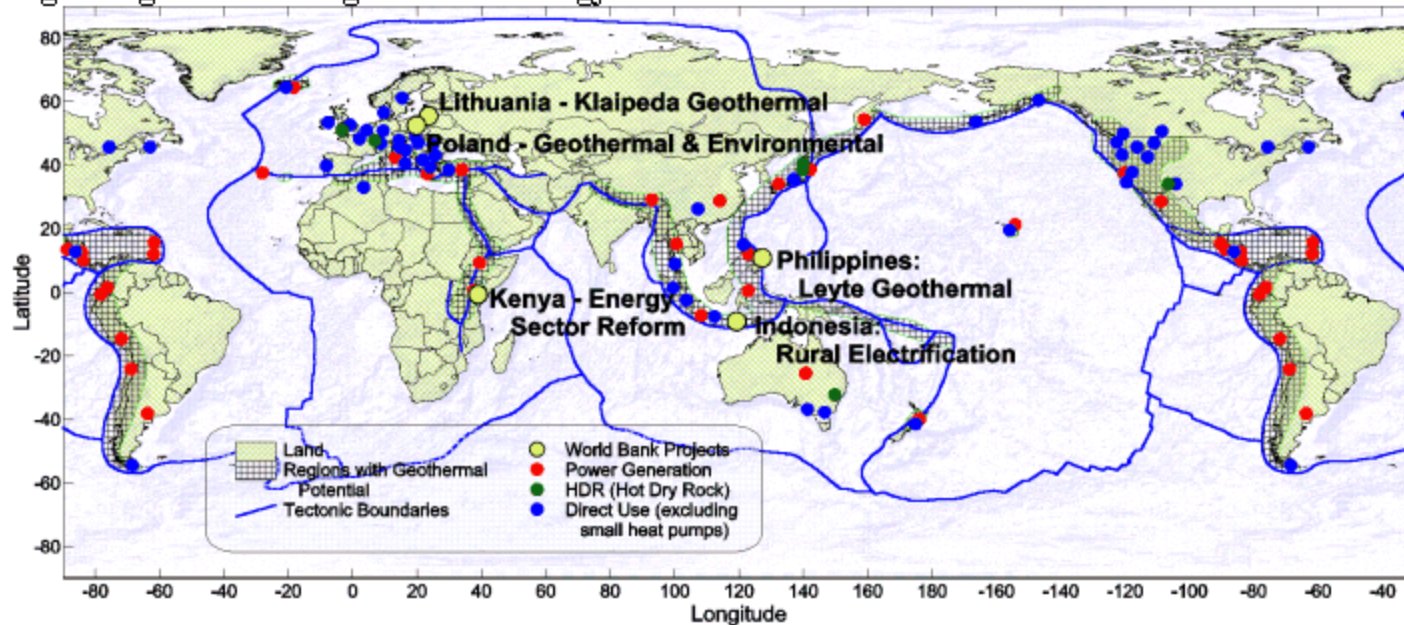 80
60
40
20
0
-20
-40
-60
-80
Latitude
Lithuania - Klaipeda Geothermal
Poland - Geothermal & Environmental
Philippines:
Leyte Geothermal
Kenya - Energy
Sector Reform
Indonesia:
Rural Electrification
Land
Regions with Geothermal
Potential
Tectonic Boundaries
World Bank Projects
Power Generation
HDR (Hot Dry Rock)
Direct Use (excluding
small heat pumps)
-80 -60 -40 -20 0 20 40 60 80 100 120 140 160 180 -160 -140 -120 -100 -80 -60 -40
Longitude